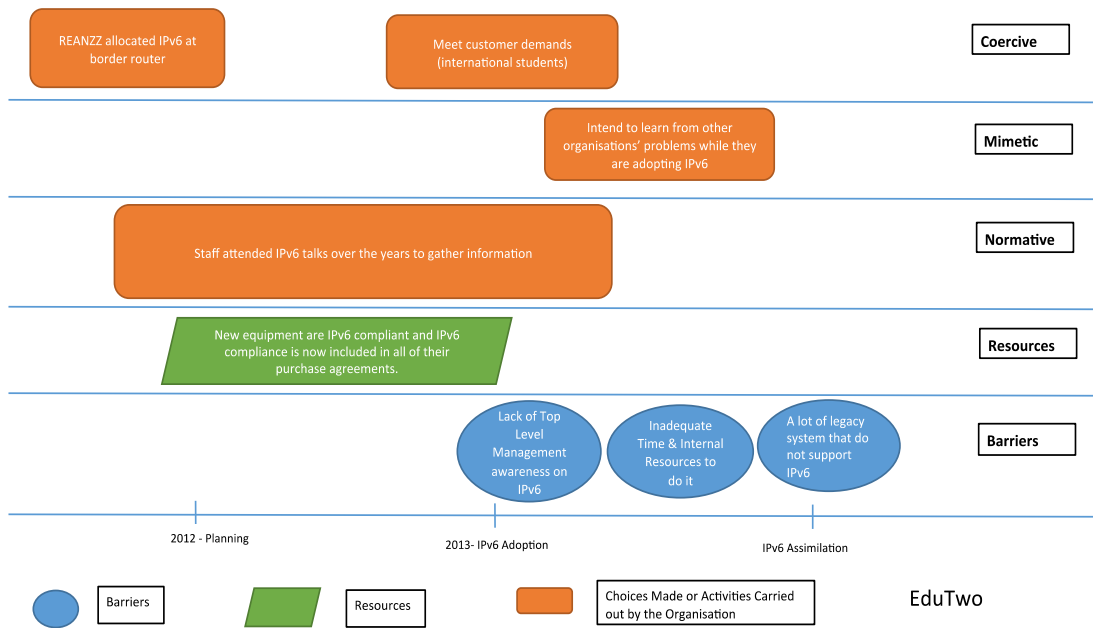 REANZZ allocated IPv6 at
border router
Meet customer demands
(international students)
Coercive
Intend to learn from other
organisations’ problems while they
are adopting IPv6
Mimetic
Staff attended IPv6 talks over the years to gather information
Normative
New equipment are IPv6 compliant and IPv6
compliance is now included in all of their
purchase agreements.
Resources
Lack of Top
Level
Management
awareness on
IPv6
Inadequate
Time & Internal
Resources to
do it
A lot of legacy
system that do
not support
IPv6
Barriers
2012 - Planning
2013- IPv6 Adoption
IPv6 Assimilation
Barriers
Resources
Choices Made or Activities Carried
out by the Organisation
EduTwo